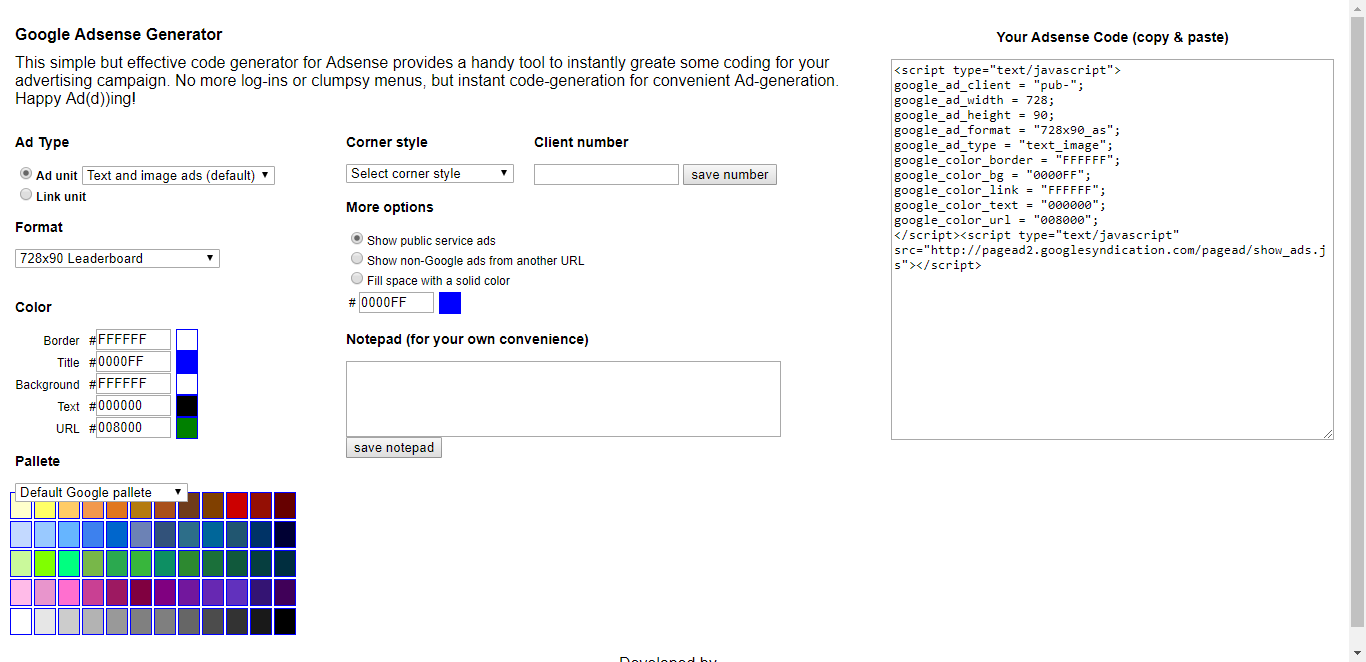 Google Adsense Generator
This simple but effective code generator for Adsense provides a handy tool to instantly greate some coding for your
advertising campaign. No more log-ins or clumpsy menus, but instant code-generation for convenient Ad-generation.
Happy Ad(d))ing!
Ad Type
Ad unit Text and image ads (default)
Link unit
Format
728x90 Leaderboard
Color
Border #FFFFFF
Title #0000FF
Background #FFFFFF
Text #000000
URL #008000
Pallete
Default Google pallete
Corner style
Select corner style
Client number
save number
More options
Show public service ads
Show non-Google ads from another URL
Fill space with a solid color
# 0000FF
Notepad (for your own convenience)
save notepad
Your Adsense Code (copy & paste)
<script type="text/javascript">
google_ad_client = "pub-";
google_ad_width = 728;
google_ad_height = 90;
google_ad_format = "728x90_as";
google_ad_type = "text_image";
google_color_border = "FFFFFF";
google_color_bg = "0000FF";
google_color_link = "FFFFFF";
google_color_text = "000000";
google_color_url = "008000";
</script><script type="text/javascript"
src="http://pagead2.googlesyndication.com/pagead/show_ads.j
s"></script>
Developed by